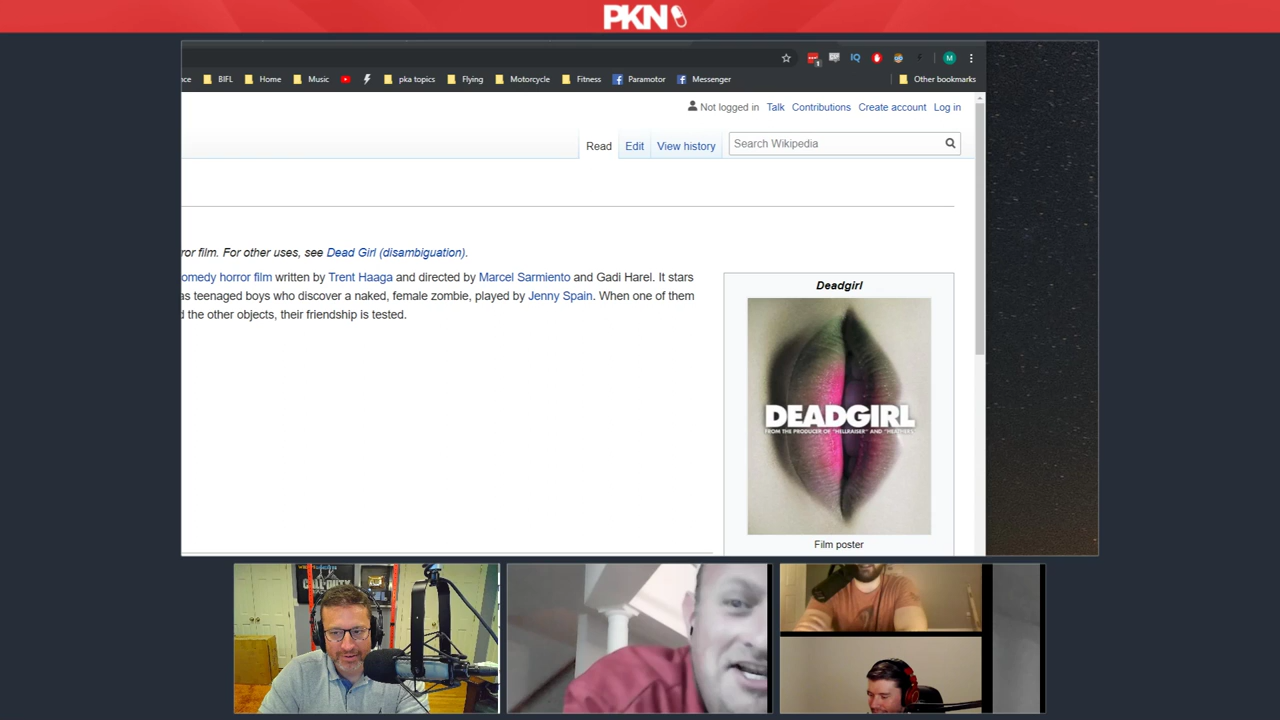 PKN
nce BIFL Home Music pka topics Flying Motorcycle Fitness Paramotor Messenger Other bookmarks
Not logged in Talk Contributions Create account Log in
Read Edit View history Search Wikipedia
ror film. For other uses, see Dead Girl (disambiguation).
omedy horror film written by Trent Haaga and directed by Marcel Sarmiento and Gadi Harel. It stars
as teenaged boys who discover a naked, female zombie, played by Jenny Spain. When one of them
d the other objects, their friendship is tested.
Deadgirl
DEADGIRL
FROM THE PRODUCER OF "HELLRAISER" AND "HEATHERS"
Film poster
CALL OF DUTY